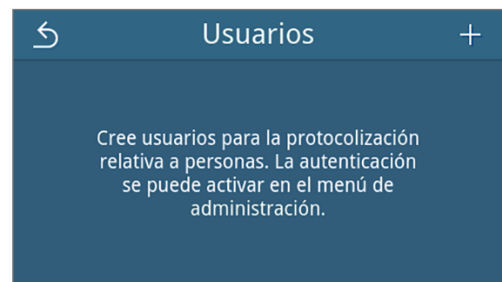 Usuarios
Cree usuarios para la protocolización
relativa a personas. La autenticación
se puede activar en el menú de
administración.